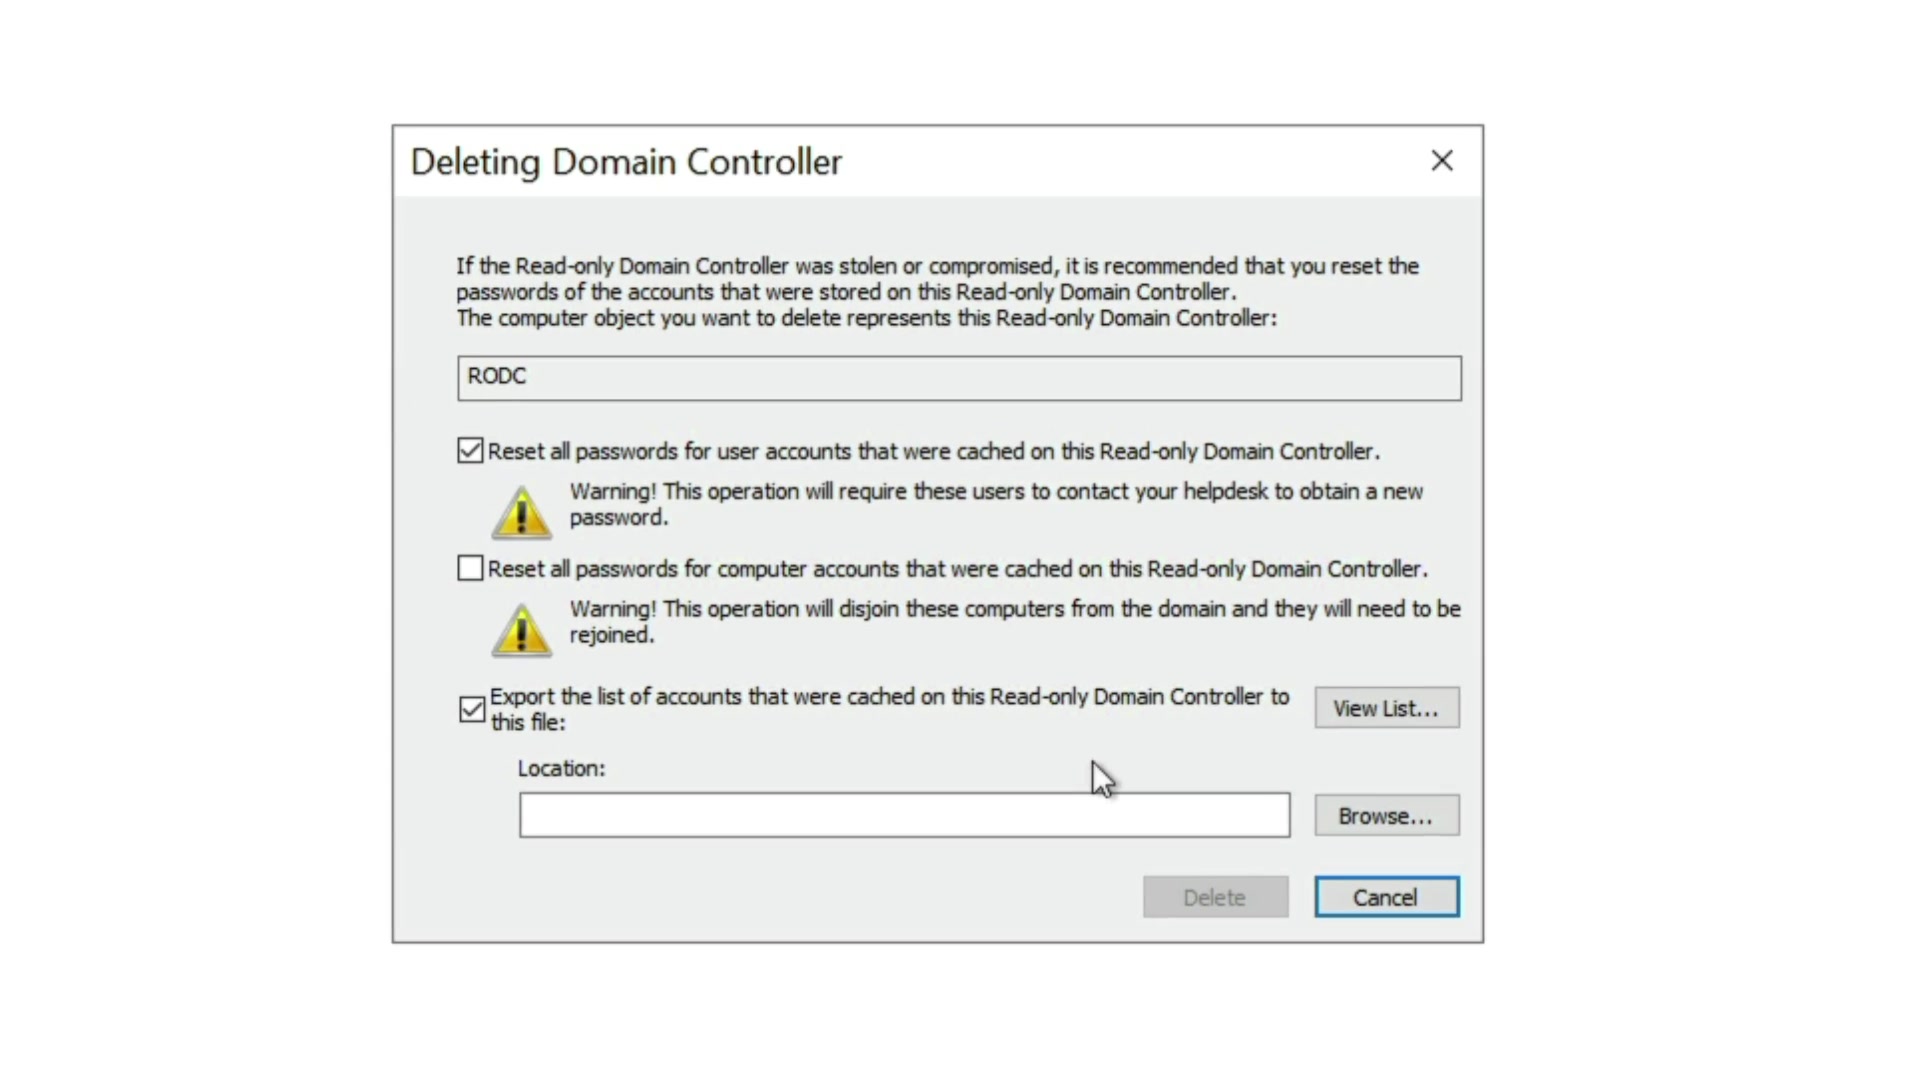 Deleting Domain Controller
If the Read-only Domain Controller was stolen or compromised, it is recommended that you reset the
passwords of the accounts that were stored on this Read-only Domain Controller.
The computer object you want to delete represents this Read-only Domain Controller:
RODC
Reset all passwords for user accounts that were cached on this Read-only Domain Controller.
Warning! This operation will require these users to contact your helpdesk to obtain a new
password.
Reset all passwords for computer accounts that were cached on this Read-only Domain Controller.
Warning! This operation will disjoin these computers from the domain and they will need to be
rejoined.
Export the list of accounts that were cached on this Read-only Domain Controller to
this file:
View List...
Location:
Browse...
Delete
Cancel